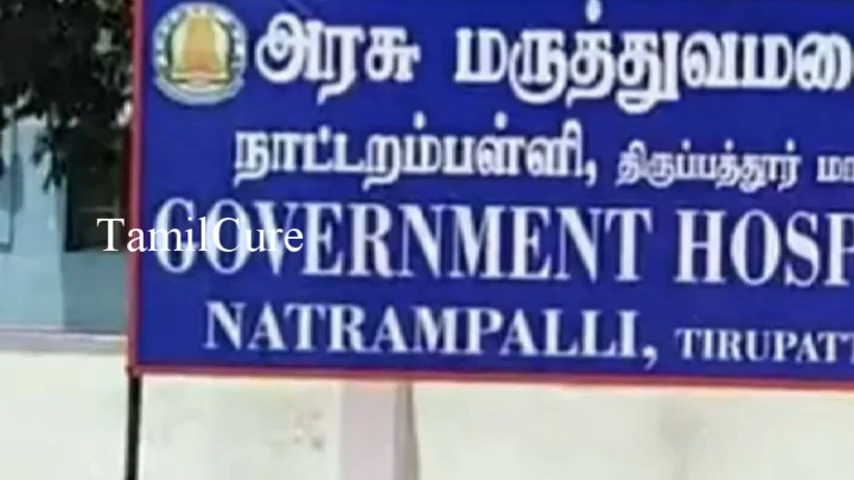 அரசு மருத்துவமனை
நாட்டறம்பள்ளி, திருப்பத்தூர் மா
TamilCure
GOVERNMENT HOSP
NATRAMPALLI, TIRUPATT